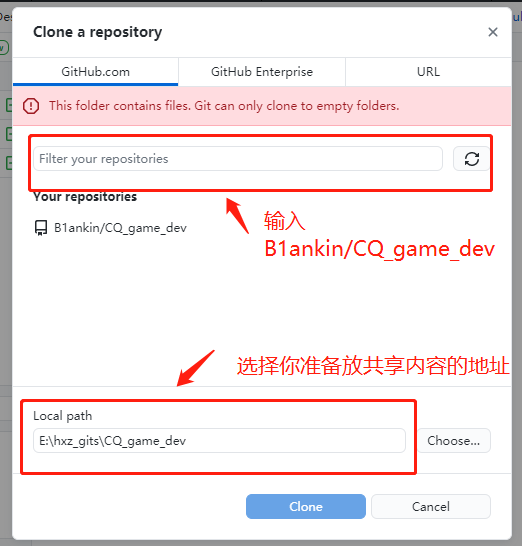 Clone a repository
GitHub.com
GitHub Enterprise
URL
This folder contains files. Git can only clone to empty folders.
Filter your repositories
Your repositories
B1ankin/CQ_game_dev
输入
B1ankin/CQ_game_dev
选择你准备放共享内容的地址
Local path
E:\hxz_gits\CQ_game_dev
Choose...
Clone
Cancel